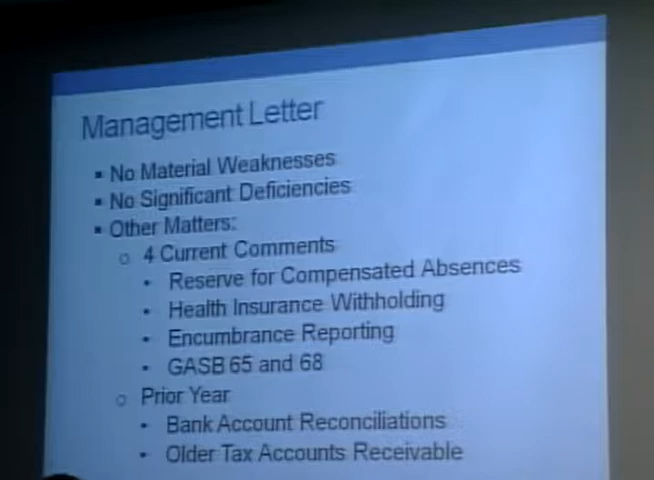 Management Letter
▪ No Material Weaknesses
▪ No Significant Deficiencies
▪ Other Matters:
o 4 Current Comments
• Reserve for Compensated Absences
• Health Insurance Withholding
• Encumbrance Reporting
• GASB 65 and 68
o Prior Year
• Bank Account Reconciliations
• Older Tax Accounts Receivable